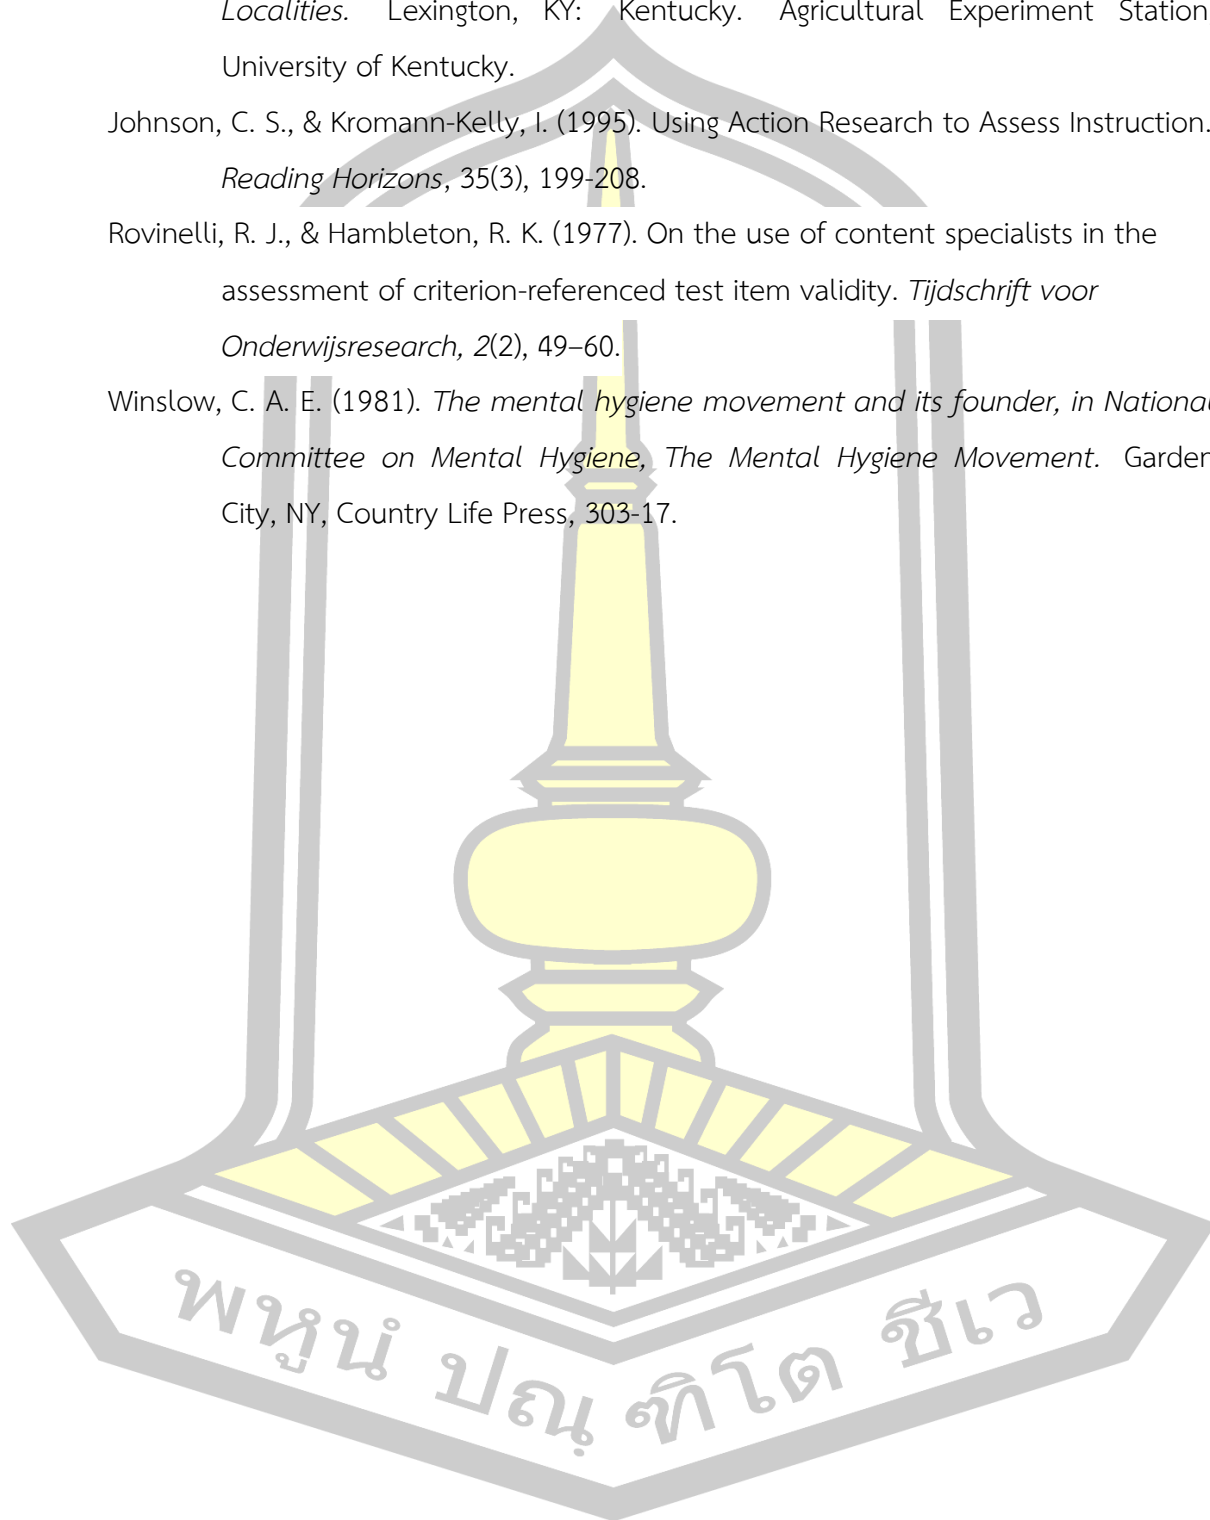 Localities. Lexington, KY: Kentucky. Agricultural Experiment Station
University of Kentucky.
Johnson, C. S., & Kromann-Kelly, I. (1995). Using Action Research to Assess Instruction.
Reading Horizons, 35(3), 199-208.
Rovinelli, R. J., & Hambleton, R. K. (1977). On the use of content specialists in the
assessment of criterion-referenced test item validity. Tijdschrift voor
Onderwijsresearch, 2(2), 49–60.
Winslow, C. A. E. (1981). The mental hygiene movement and its founder, in National
Committee on Mental Hygiene, The Mental Hygiene Movement. Garden
City, NY, Country Life Press, 303-17.
พหูนํ ปณฺฑิโต ชีเว